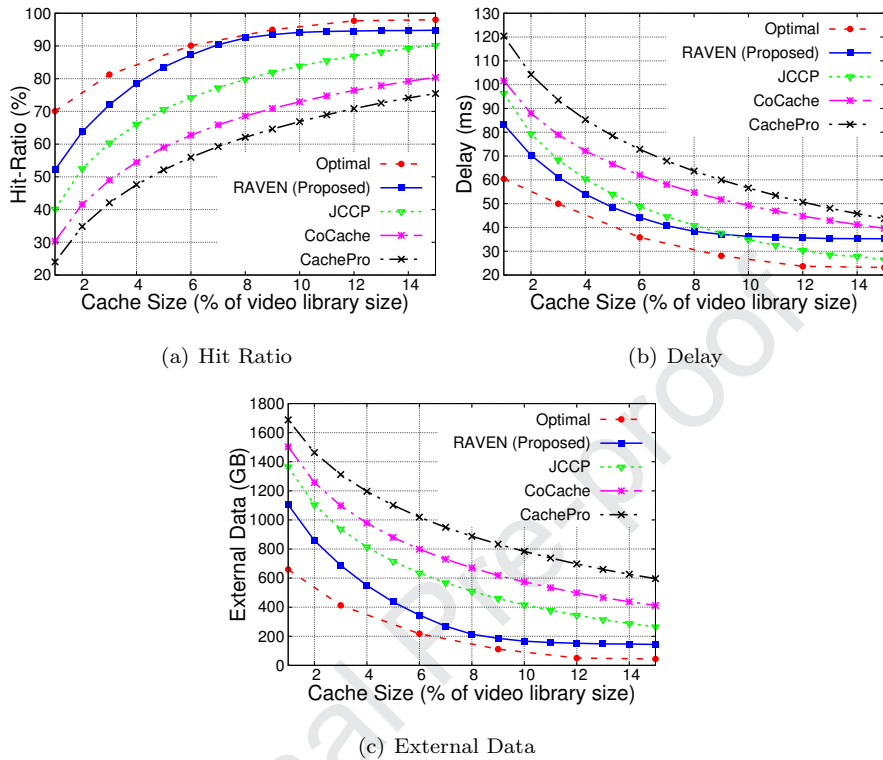 100
90
80
70
60
50
40
30
20
2 4 6 8 10 12 14
Hit-Ratio (%)
Cache Size (% of video library size)
Optimal
RAVEN (Proposed)
JCCP
CoCache
CachePro
(a) Hit Ratio
130
120
110
100
90
80
70
60
50
40
30
20
2 4 6 8 10 12 14
Delay (ms)
Cache Size (% of video library size)
Optimal
RAVEN (Proposed)
JCCP
CoCache
CachePro
(b) Delay
1800
1600
1400
1200
1000
800
600
400
200
0
2 4 6 8 10 12 14
External Data (GB)
Cache Size (% of video library size)
Optimal
RAVEN (Proposed)
JCCP
CoCache
CachePro
(c) External Data
al Pre-proof